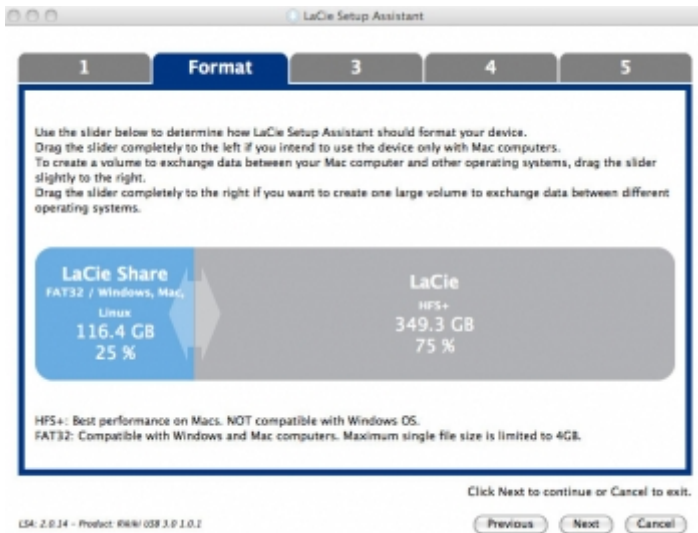 LaCie Setup Assistant
1 Format 3 4 5
Use the slider below to determine how LaCie Setup Assistant should format your device.
Drag the slider completely to the left if you intend to use the device only with Mac computers.
To create a volume to exchange data between your Mac computer and other operating systems, drag the slider
slightly to the right.
Drag the slider completely to the right if you want to create one large volume to exchange data between different
operating systems.
LaCie Share
FAT32 / Windows, Mac,
Linux
116.4 GB
25 %
LaCie
HFS+
349.3 GB
75 %
HFS+: Best performance on Macs. NOT compatible with Windows OS.
FAT32: Compatible with Windows and Mac computers. Maximum single file size is limited to 4GB.
Click Next to continue or Cancel to exit.
LSA: 2.0.14 - Product: Rikiki USB 3.0 1.0.1
Previous Next Cancel